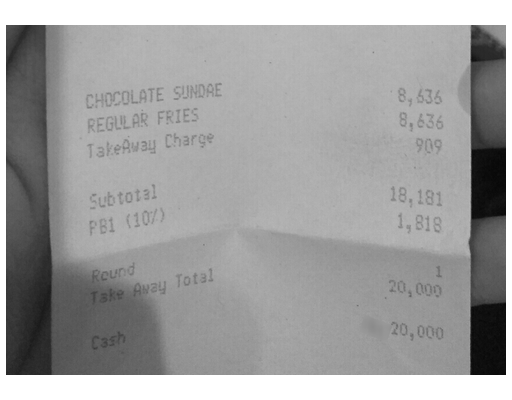 CHOCOLATE SUNDAE 8,636
REGULAR FRIES 8,636
TakeAway Charge 909
Subtotal 18,181
PB1 (10%) 1,818
Round 1
Take Away Total 20,000
Cash 20,000